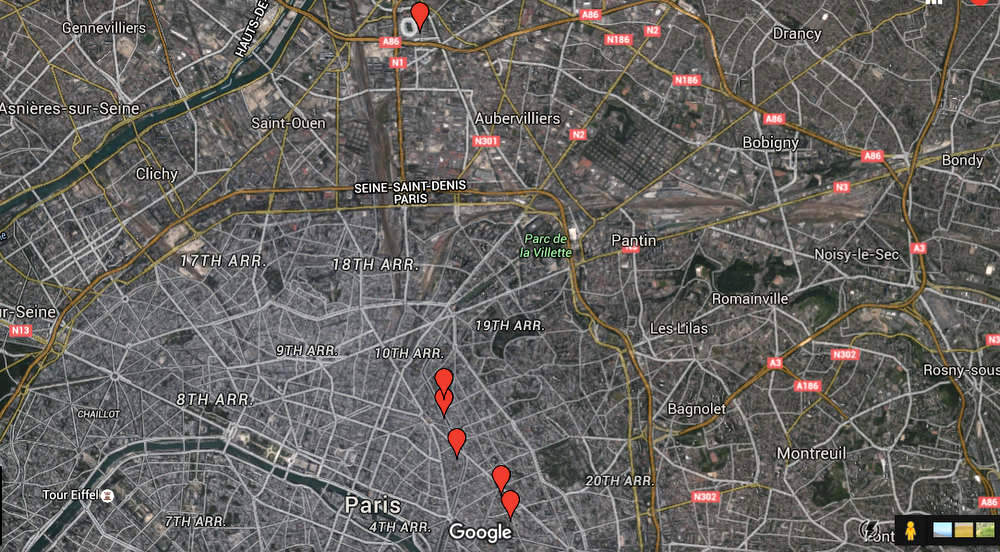 Gennevilliers
HAUTS-DE-
A86
A86
N2
N186
Drancy
N1
N186
Asnières-sur-Seine
Saint-Ouen
Aubervilliers
A86
N301
N2
Bobigny
A86
Bondy
Clichy
SEINE-SAINT-DENIS
PARIS
N3
Parc de
la Villette
Pantin
A3
Noisy-le-Sec
17TH ARR.
18TH ARR.
Romainville
ur-Seine
N13
19TH ARR.
Les Lilas
9TH ARR.
10TH ARR.
N302
A3
Rosny-sous
A186
8TH ARR.
CHAILLOT
Bagnolet
Montreuil
20TH ARR.
Tour Eiffel
Paris
N302
A86
7TH ARR.
4TH ARR.
Google